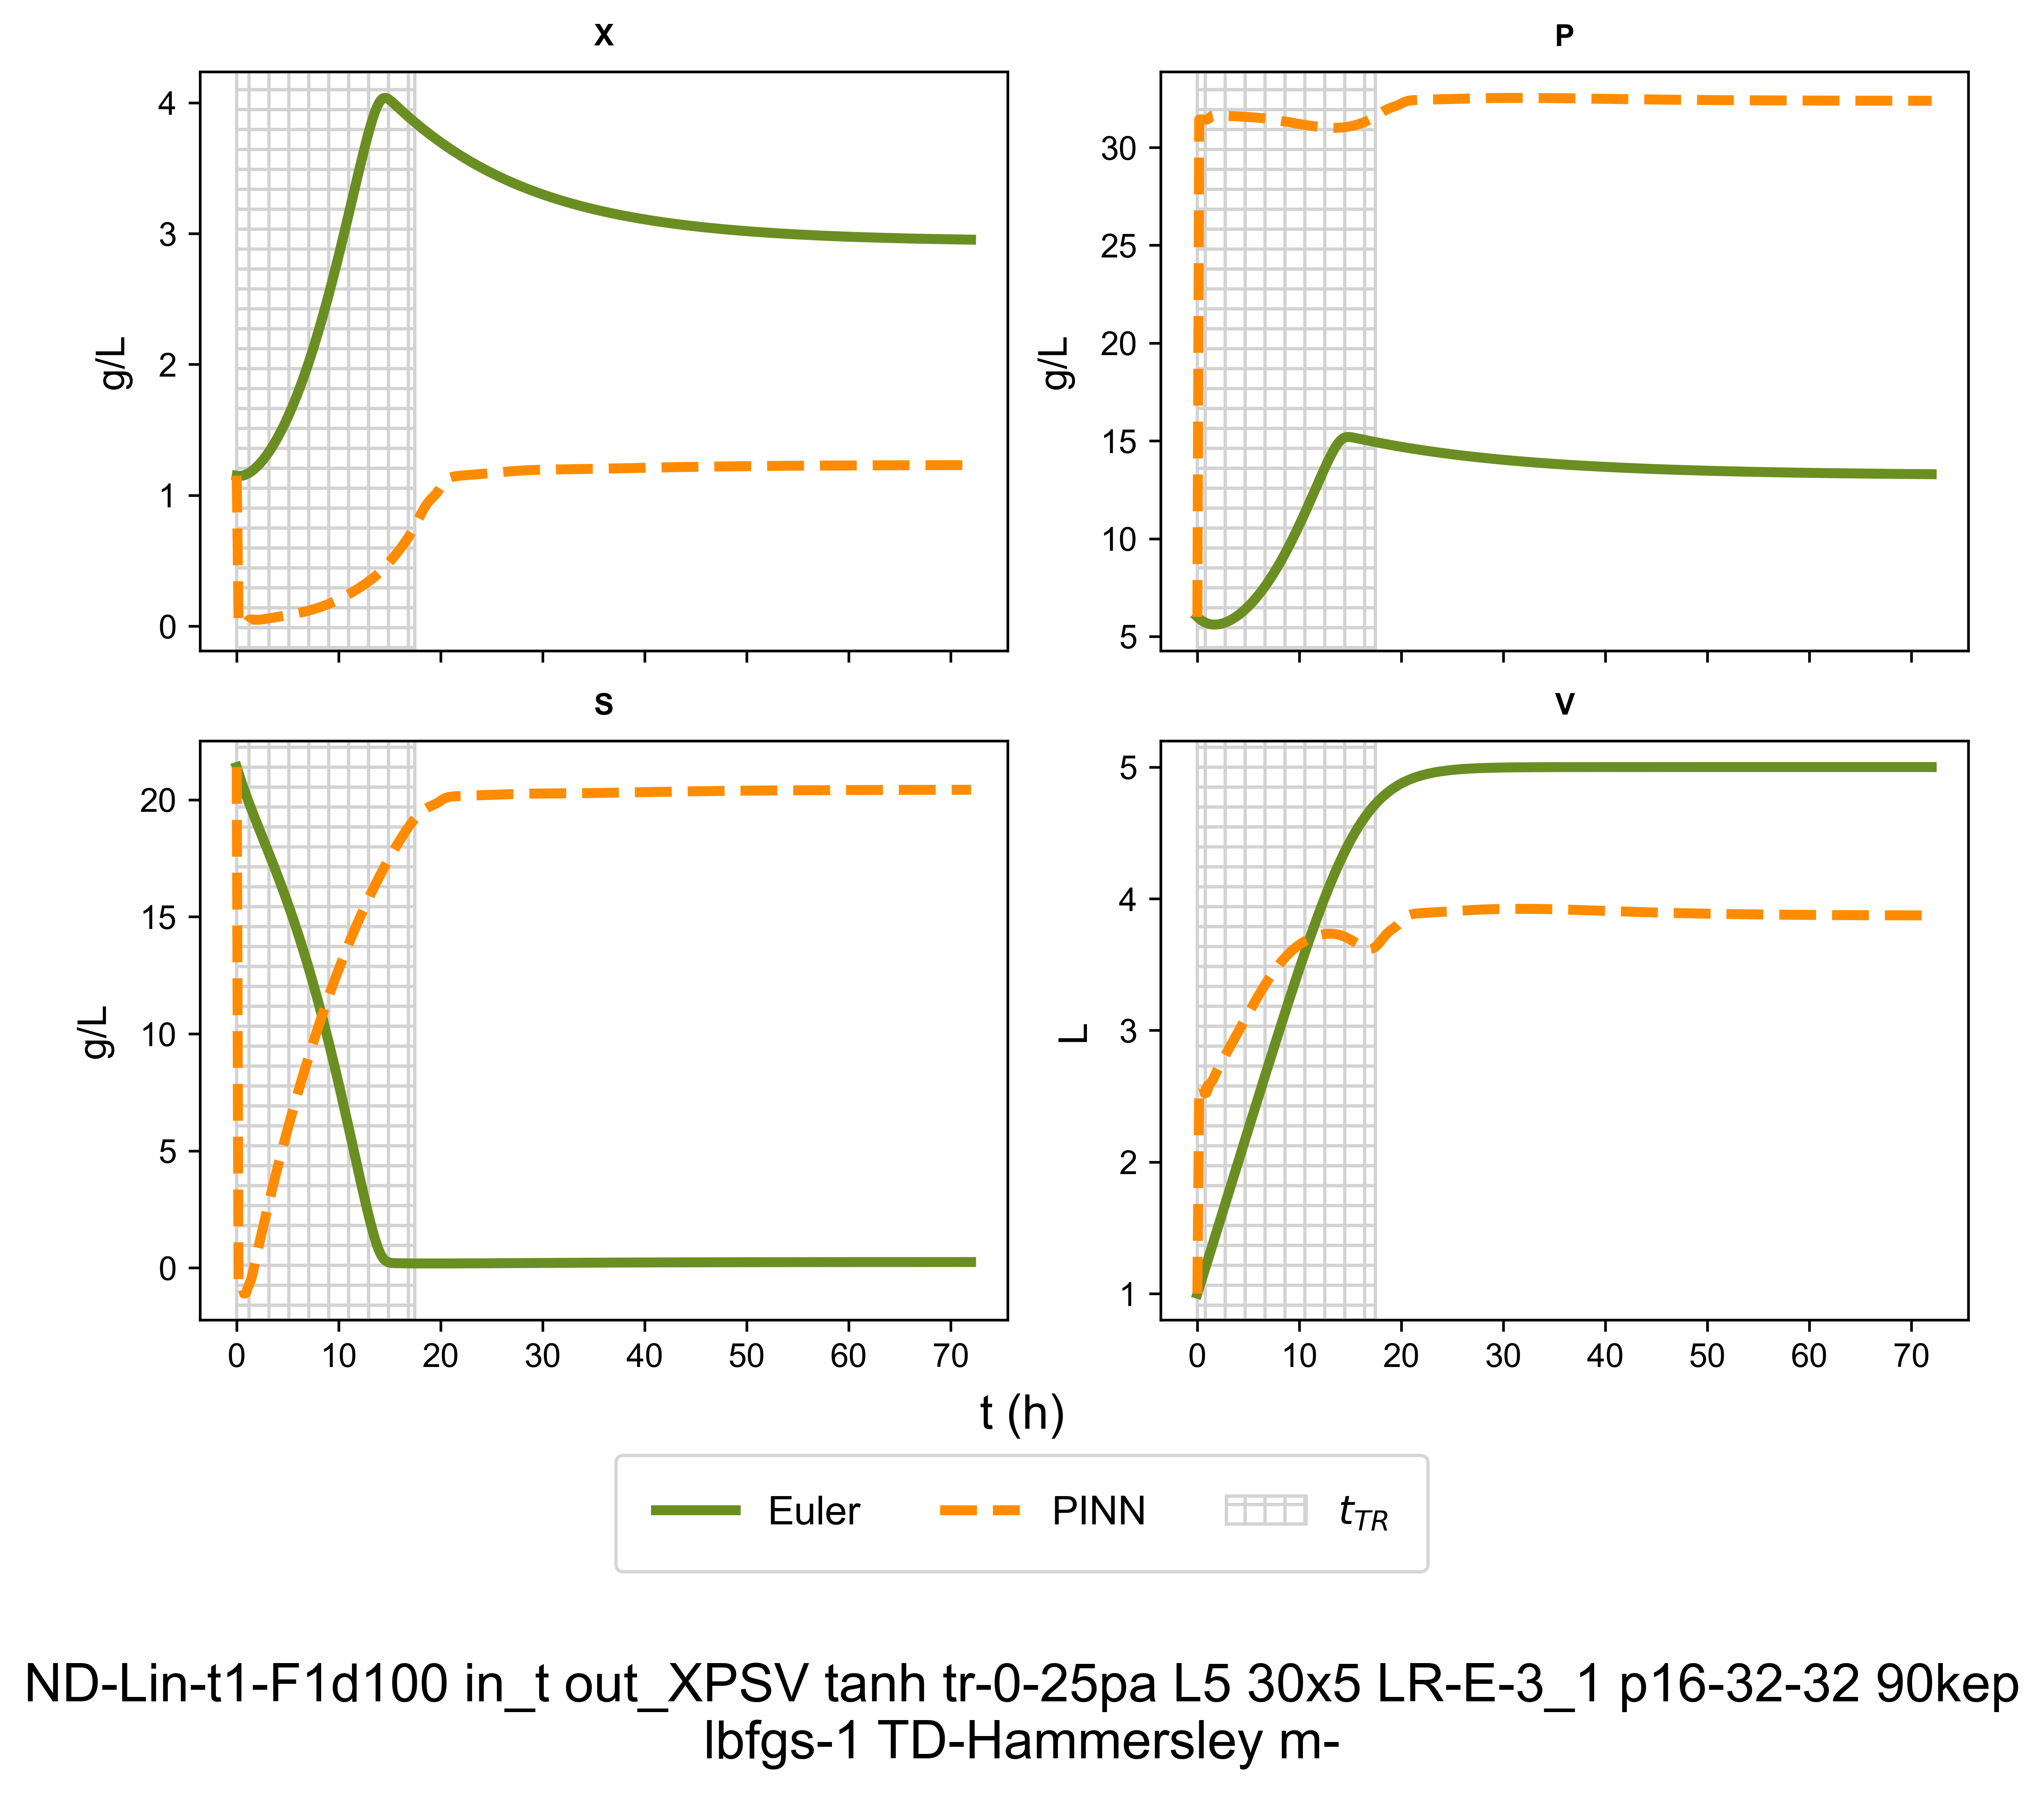 X
P
4
3
2
1
0
g/L
30
25
20
15
10
5
g/L
S
V
20
15
10
5
0
g/L
5
4
3
2
1
L
0 10 20 30 40 50 60 70
0 10 20 30 40 50 60 70
t (h)
Euler PINN t_TR
ND-Lin-t1-F1d100 in_t out_XPSV tanh tr-0-25pa L5 30x5 LR-E-3_1 p16-32-32 90kep
lbfgs-1 TD-Hammersley m-